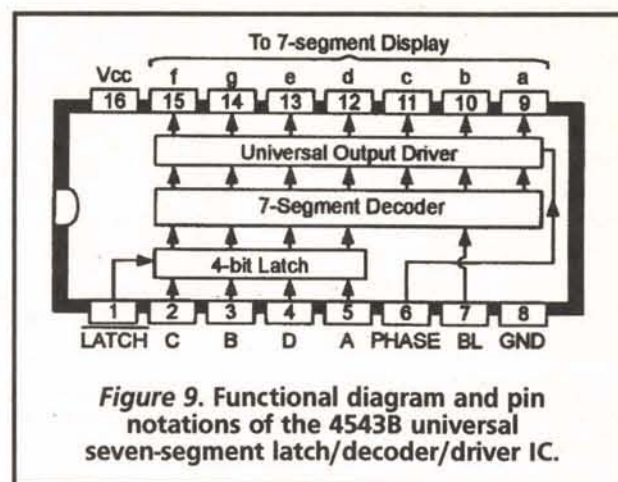 To 7-segment Display
Vcc f g e d c b a
16 15 14 13 12 11 10 9
Universal Output Driver
7-Segment Decoder
4-bit Latch
1 2 3 4 5 6 7 8
LATCH C B D A PHASE BL GND
Figure 9. Functional diagram and pin
notations of the 4543B universal
seven-segment latch/decoder/driver IC.